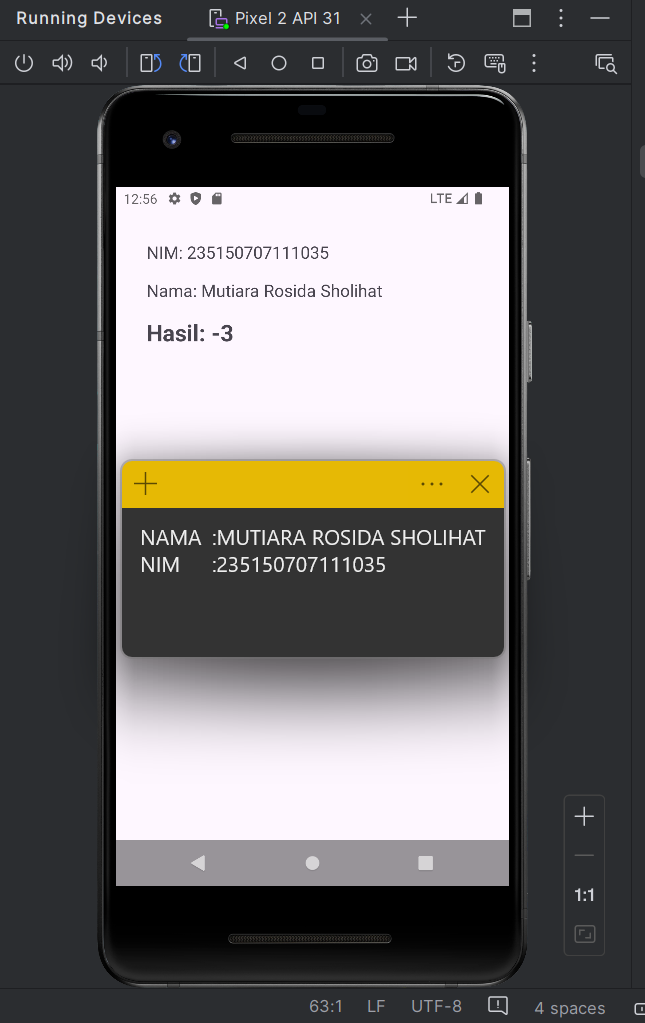 Running Devices
Pixel 2 API 31
12:56
LTE
NIM: 235150707111035
Nama: Mutiara Rosida Sholihat
Hasil: -3
NAMA :MUTIARA ROSIDA SHOLIHAT
NIM :235150707111035
1:1
63:1 LF UTF-8 4 spaces